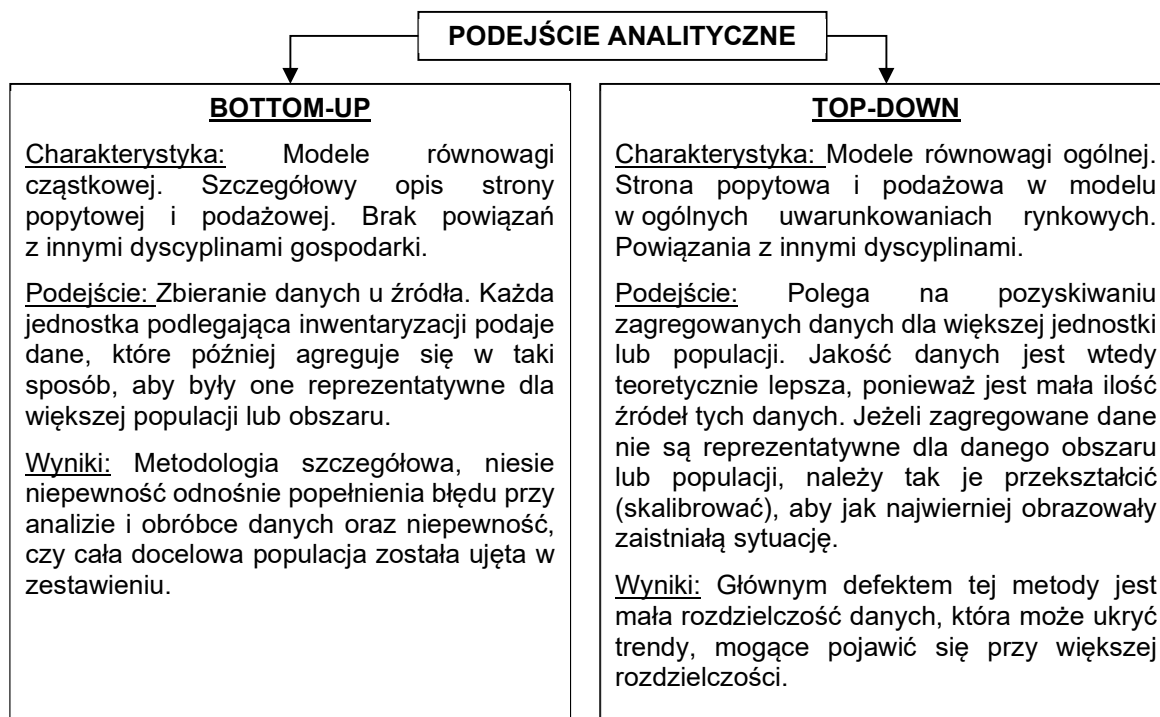 PODEJŚCIE ANALITYCZNE
BOTTOM-UP
Charakterystyka: Modele równowagi
cząstkowej. Szczegółowy opis strony
popytowej i podażowej. Brak powiązań
z innymi dyscyplinami gospodarki.
Podejście: Zbieranie danych u źródła. Każda
jednostka podlegająca inwentaryzacji podaje
dane, które później agreguje się w taki
sposób, aby były one reprezentatywne dla
większej populacji lub obszaru.
Wyniki: Metodologia szczegółowa, niesie
niepewność odnośnie popełnienia błędu przy
analizie i obróbce danych oraz niepewność,
czy cała docelowa populacja została ujęta w
zestawieniu.
TOP-DOWN
Charakterystyka: Modele równowagi ogólnej.
Strona popytowa i podażowa w modelu
w ogólnych uwarunkowaniach rynkowych.
Powiązania z innymi dyscyplinami.
Podejście: Polega na pozyskiwaniu
zagregowanych danych dla większej jednostki
lub populacji. Jakość danych jest wtedy
teoretycznie lepsza, ponieważ jest mała ilość
źródeł tych danych. Jeżeli zagregowane dane
nie są reprezentatywne dla danego obszaru
lub populacji, należy tak je przekształcić
(skalibrować), aby jak najwierniej obrazowały
zaistniałą sytuację.
Wyniki: Głównym defektem tej metody jest
mała rozdzielczość danych, która może ukryć
trendy, mogące pojawić się przy większej
rozdzielczości.